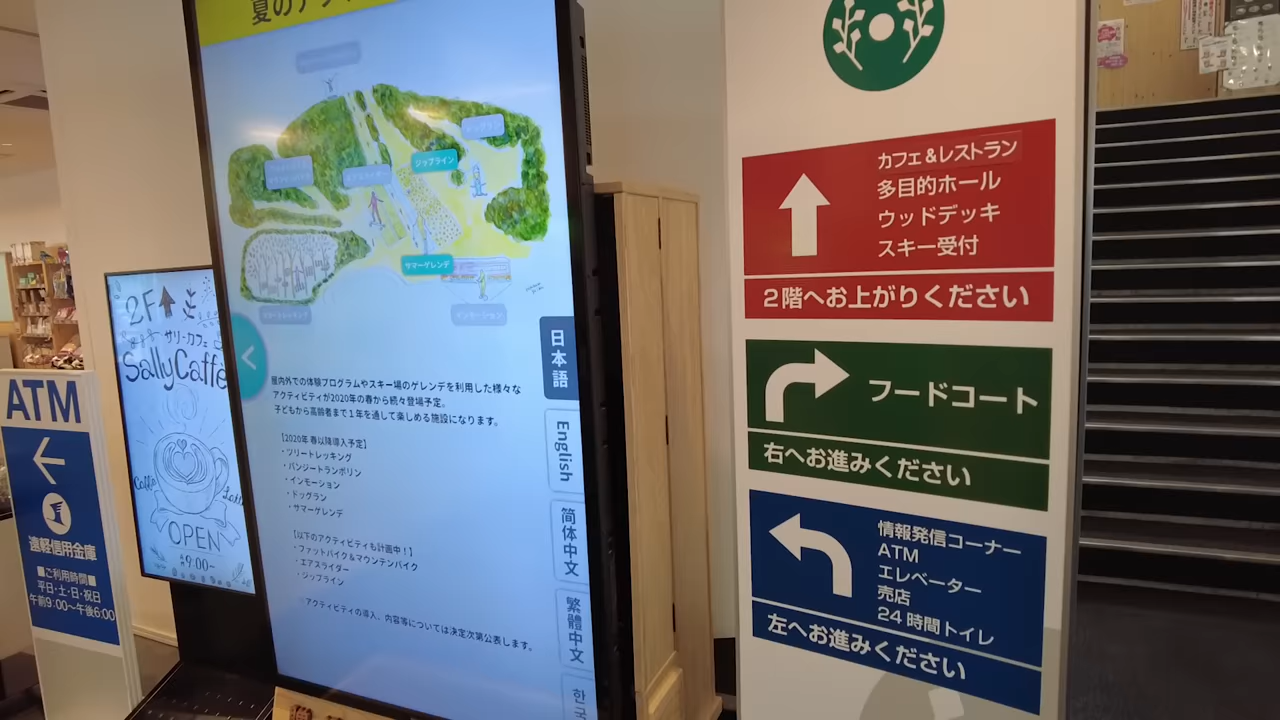 夏のアク
ジップライン
サマーゲレンデ
インモーション
屋内外での体験プログラムやスキー場のゲレンデを利用した様々な
アクティビティが2020年の春から続々登場予定。
子どもから高齢者まで1年を通して楽しめる施設になります。
【2020年 春以降導入予定】
・ツリートレッキング
・バンジートランポリン
・インモーション
・ドッグラン
・サマーゲレンデ
【以下のアクティビティも計画中！】
・ファットバイク＆マウンテンバイク
・エアスライダー
・ジップライン
※アクティビティの導入、内容等については決定次第公表します。
日本語
English
简体中文
繁體中文
한국
2F
サリーカフェ
Sally Caffe
Caffe
Latte
OPEN
AM 9:00~
ATM
遠軽信用金庫
■ご利用時間■
平日・土・日・祝日
午前9:00〜午後6:00
カフェ&レストラン
多目的ホール
ウッドデッキ
スキー受付
2階へお上がりください
フードコート
右へお進みください
情報発信コーナー
ATM
エレベーター
売店
24時間トイレ
左へお進みください